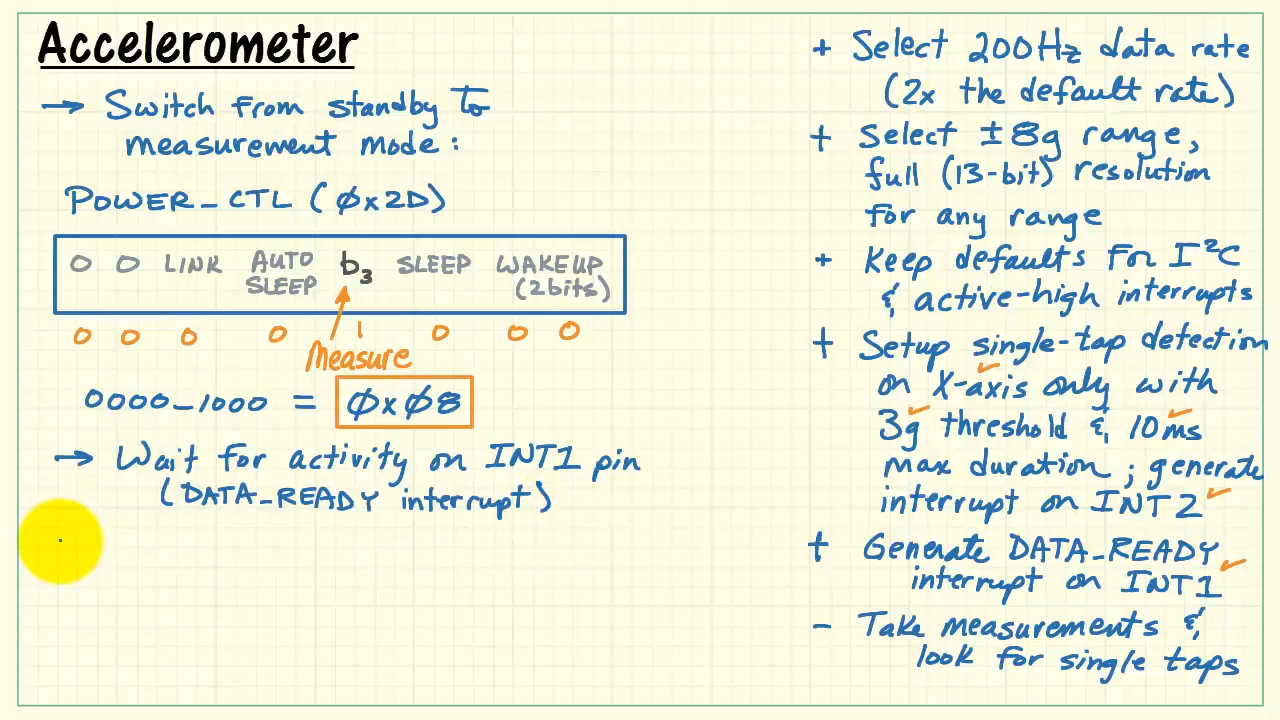 Accelerometer
→ Switch from standby to
measurement mode:
POWER_CTL (0x2D)
0 0 LINK AUTO SLEEP b3 SLEEP WAKEUP (2bits)
0 0 0 0 1 0 0 0
Measure
0000_1000 = 0x08
→ Wait for activity on INT1 pin
(DATA_READY interrupt)
+ Select 200Hz data rate
(2x the default rate)
+ Select ±8g range,
full (13-bit) resolution
for any range
+ Keep defaults for I²C
& active-high interrupts
+ Setup single-tap detection
on X-axis only with
3g threshold & 10ms
max duration; generate
interrupt on INT2
+ Generate DATA_READY
interrupt on INT1
- Take measurements &
look for single taps